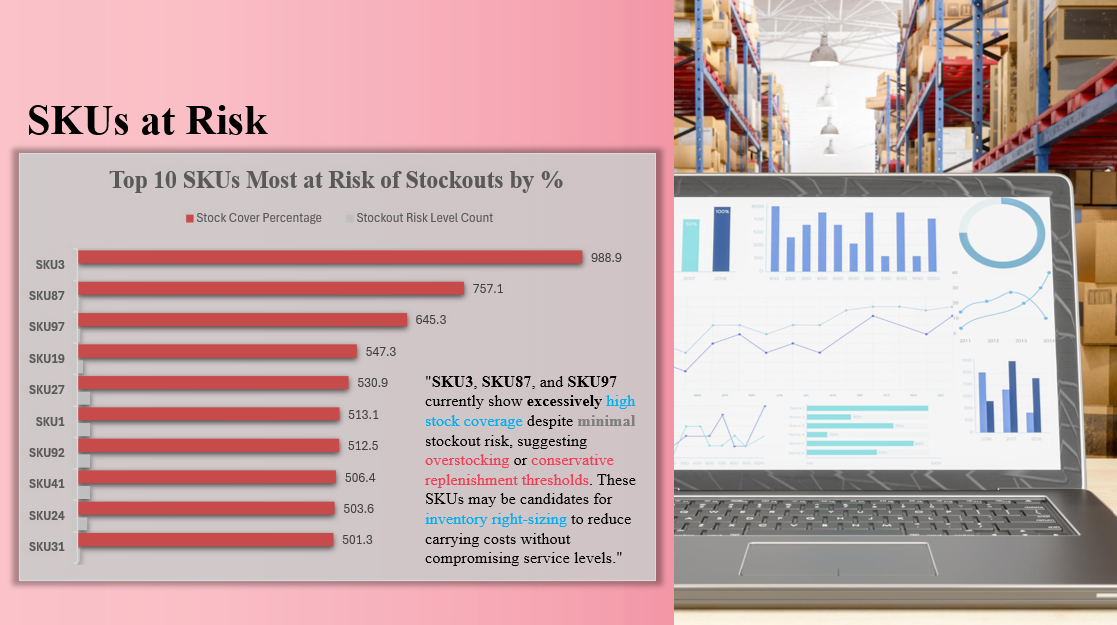 SKUs at Risk
Top 10 SKUs Most at Risk of Stockouts by %
Stock Cover Percentage Stockout Risk Level Count
SKU3 988.9
SKU87 757.1
SKU97 645.3
SKU19 547.3
SKU27 530.9
SKU1 513.1
SKU92 512.5
SKU41 506.4
SKU24 503.6
SKU31 501.3
"SKU3, SKU87, and SKU97
currently show excessively high
stock coverage despite minimal
stockout risk, suggesting
overstocking or conservative
replenishment thresholds. These
SKUs may be candidates for
inventory right-sizing to reduce
carrying costs without
compromising service levels."
100%
2011 2012 2013